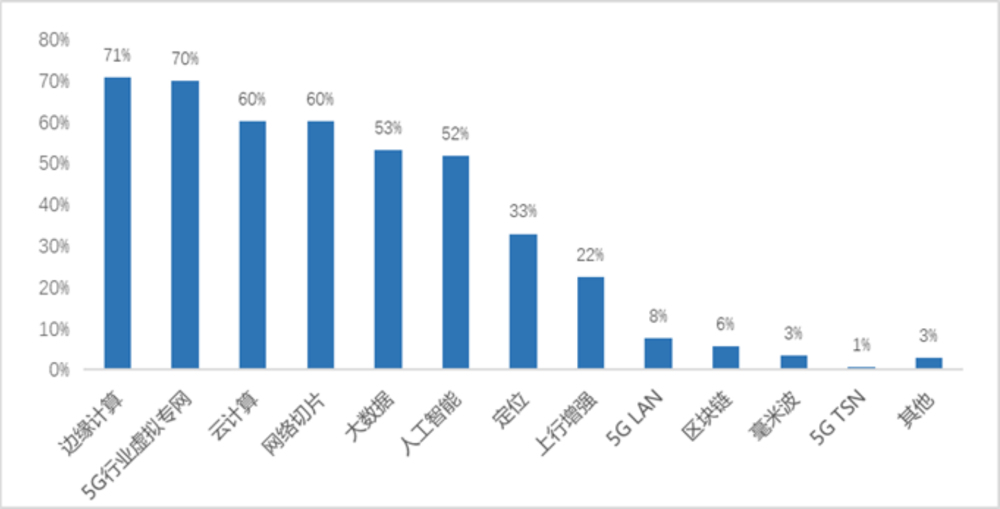 80%
70%
60%
50%
40%
30%
20%
10%
0%
71%
70%
60%
60%
53%
52%
33%
22%
8%
6%
3%
1%
3%
边缘计算
5G行业虚拟专网
云计算
网络切片
大数据
人工智能
定位
上行增强
5G LAN
区块链
毫米波
5G TSN
其他